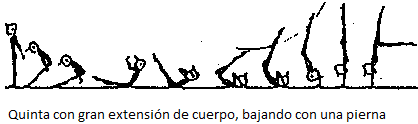 Quinta con gran extensión de cuerpo, bajando con una pierna